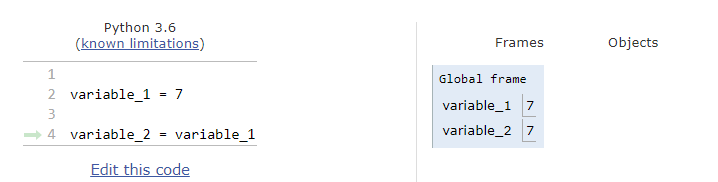 Python 3.6
(known limitations)
1
2 variable_1 = 7
3
4 variable_2 = variable_1
Edit this code
Frames Objects
Global frame
variable_1 7
variable_2 7